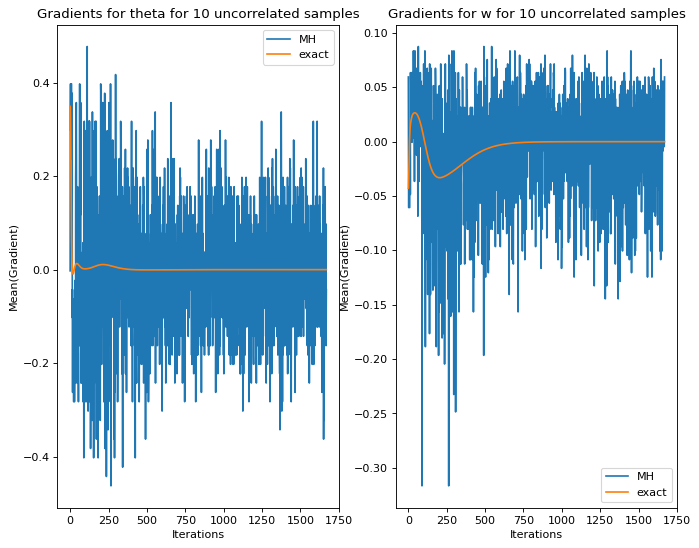 Gradients for theta for 10 uncorrelated samples
Mean(Gradient)
0.4
0.2
0.0
−0.2
−0.4
MH
exact
0 250 500 750 1000 1250 1500 1750
Iterations
Gradients for w for 10 uncorrelated samples
Mean(Gradient)
0.10
0.05
0.00
−0.05
−0.10
−0.15
−0.20
−0.25
−0.30
MH
exact
0 250 500 750 1000 1250 1500 1750
Iterations